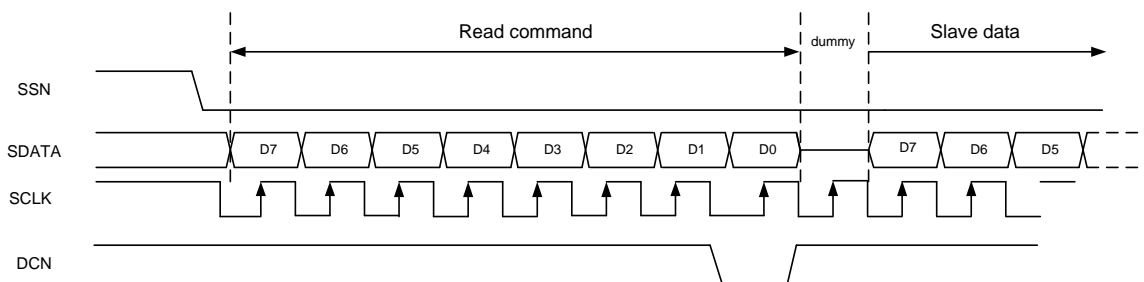 Read command
dummy
Slave data
SSN
SDATA
D7 D6 D5 D4 D3 D2 D1 D0 D7 D6 D5
SCLK
DCN